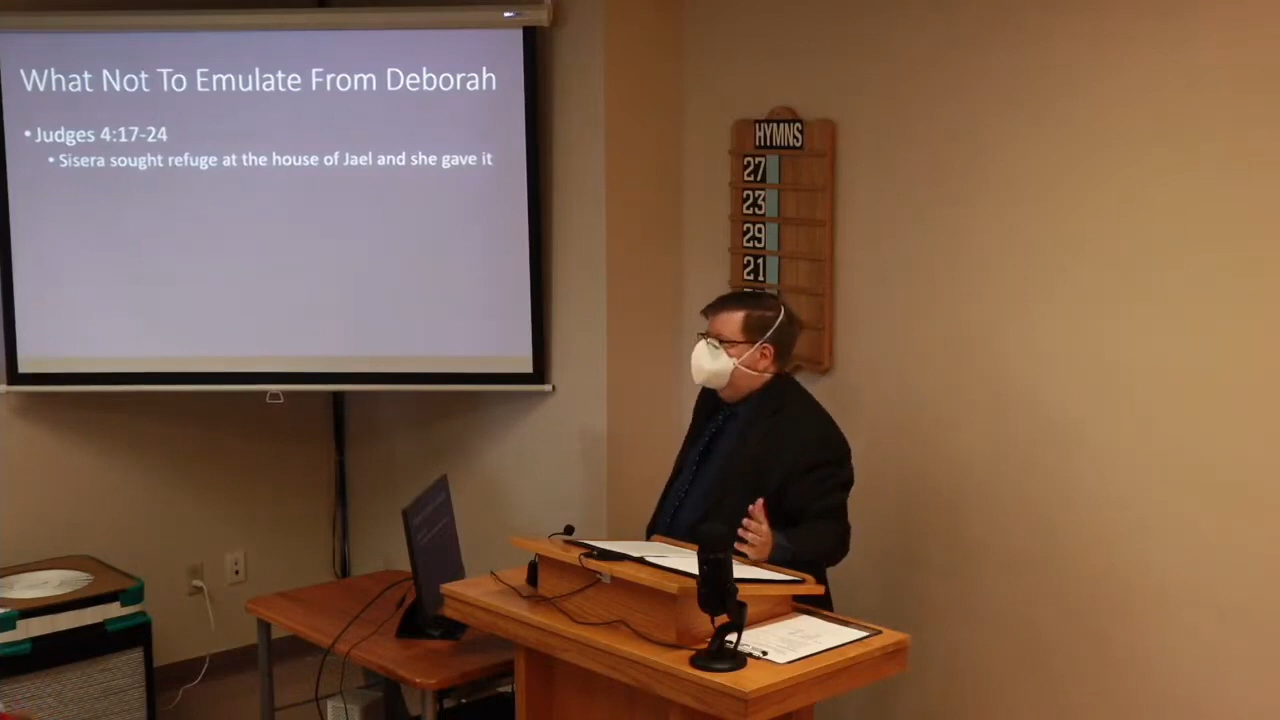 What Not To Emulate From Deborah
• Judges 4:17-24
• Sisera sought refuge at the house of Jael and she gave it
HYMNS
27
23
29
21